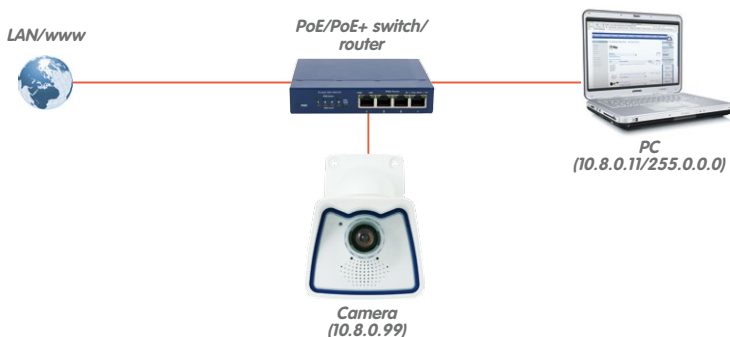 LAN/www
PoE/PoE+ switch/
router
PC
(10.8.0.11/255.0.0.0)
Camera
(10.8.0.99)